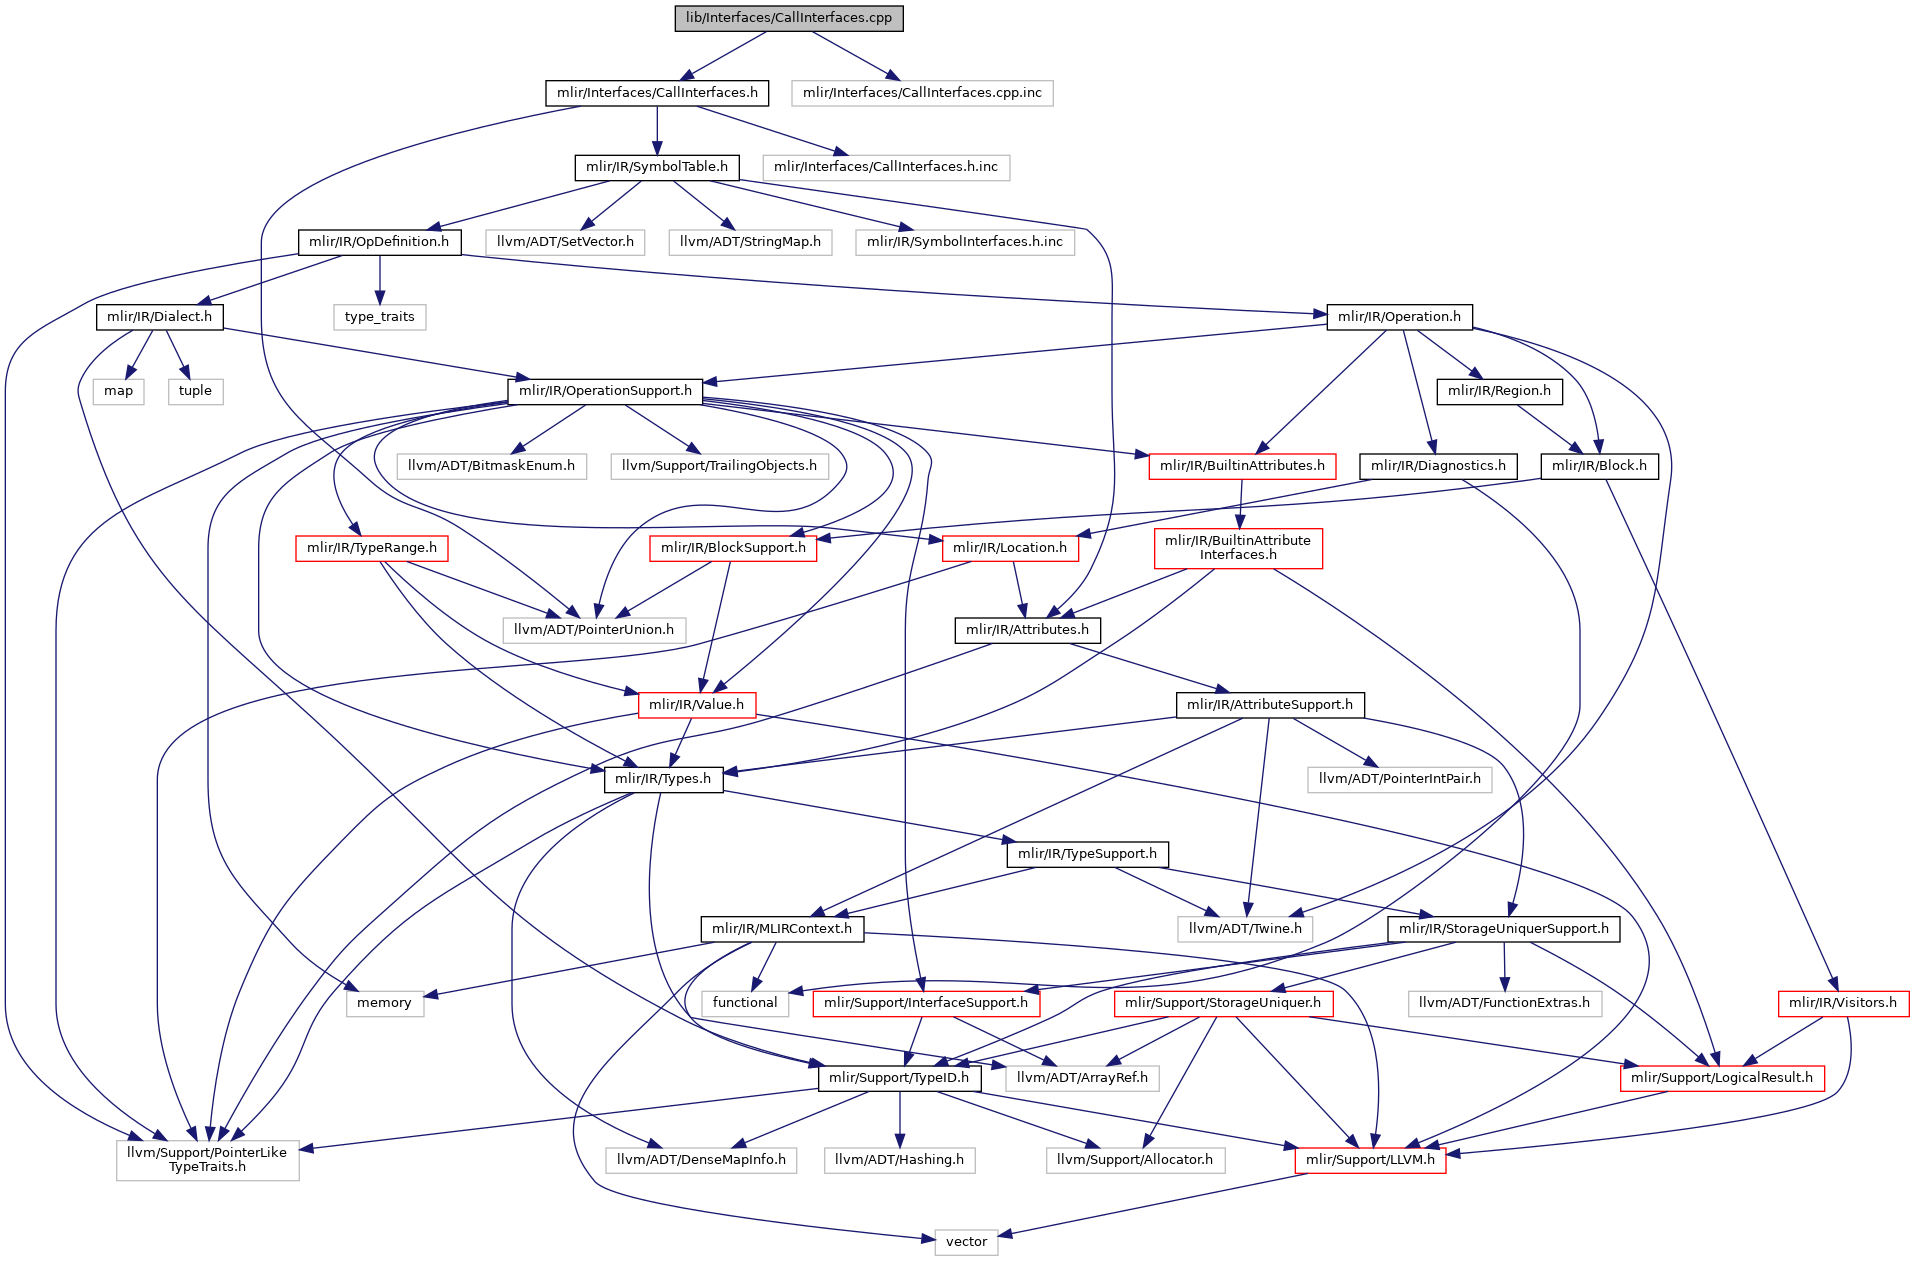 lib/Interfaces/CallInterfaces.cpp
mlir/Interfaces/CallInterfaces.h
mlir/Interfaces/CallInterfaces.cpp.inc
mlir/IR/SymbolTable.h
mlir/Interfaces/CallInterfaces.h.inc
mlir/IR/OpDefinition.h
llvm/ADT/SetVector.h
llvm/ADT/StringMap.h
mlir/IR/SymbolInterfaces.h.inc
mlir/IR/Dialect.h
type_traits
mlir/IR/Operation.h
map
tuple
mlir/IR/OperationSupport.h
mlir/IR/Region.h
llvm/ADT/BitmaskEnum.h
llvm/Support/TrailingObjects.h
mlir/IR/BuiltinAttributes.h
mlir/IR/Diagnostics.h
mlir/IR/Block.h
mlir/IR/TypeRange.h
mlir/IR/BlockSupport.h
mlir/IR/Location.h
mlir/IR/BuiltinAttribute
Interfaces.h
llvm/ADT/PointerUnion.h
mlir/IR/Attributes.h
mlir/IR/Value.h
mlir/IR/AttributeSupport.h
mlir/IR/Types.h
llvm/ADT/PointerIntPair.h
mlir/IR/TypeSupport.h
mlir/IR/MLIRContext.h
llvm/ADT/Twine.h
mlir/IR/StorageUniquerSupport.h
memory
functional
mlir/Support/InterfaceSupport.h
mlir/Support/StorageUniquer.h
llvm/ADT/FunctionExtras.h
mlir/IR/Visitors.h
mlir/Support/TypeID.h
llvm/ADT/ArrayRef.h
mlir/Support/LogicalResult.h
llvm/Support/PointerLike
TypeTraits.h
llvm/ADT/DenseMapInfo.h
llvm/ADT/Hashing.h
llvm/Support/Allocator.h
mlir/Support/LLVM.h
vector